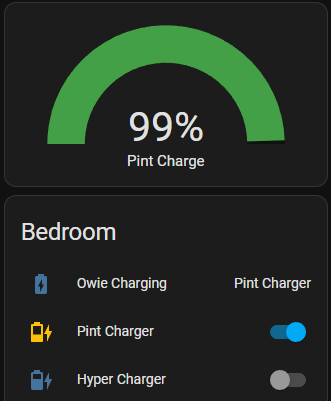 99%
Pint Charge
Bedroom
Owie Charging Pint Charger
Pint Charger
Hyper Charger